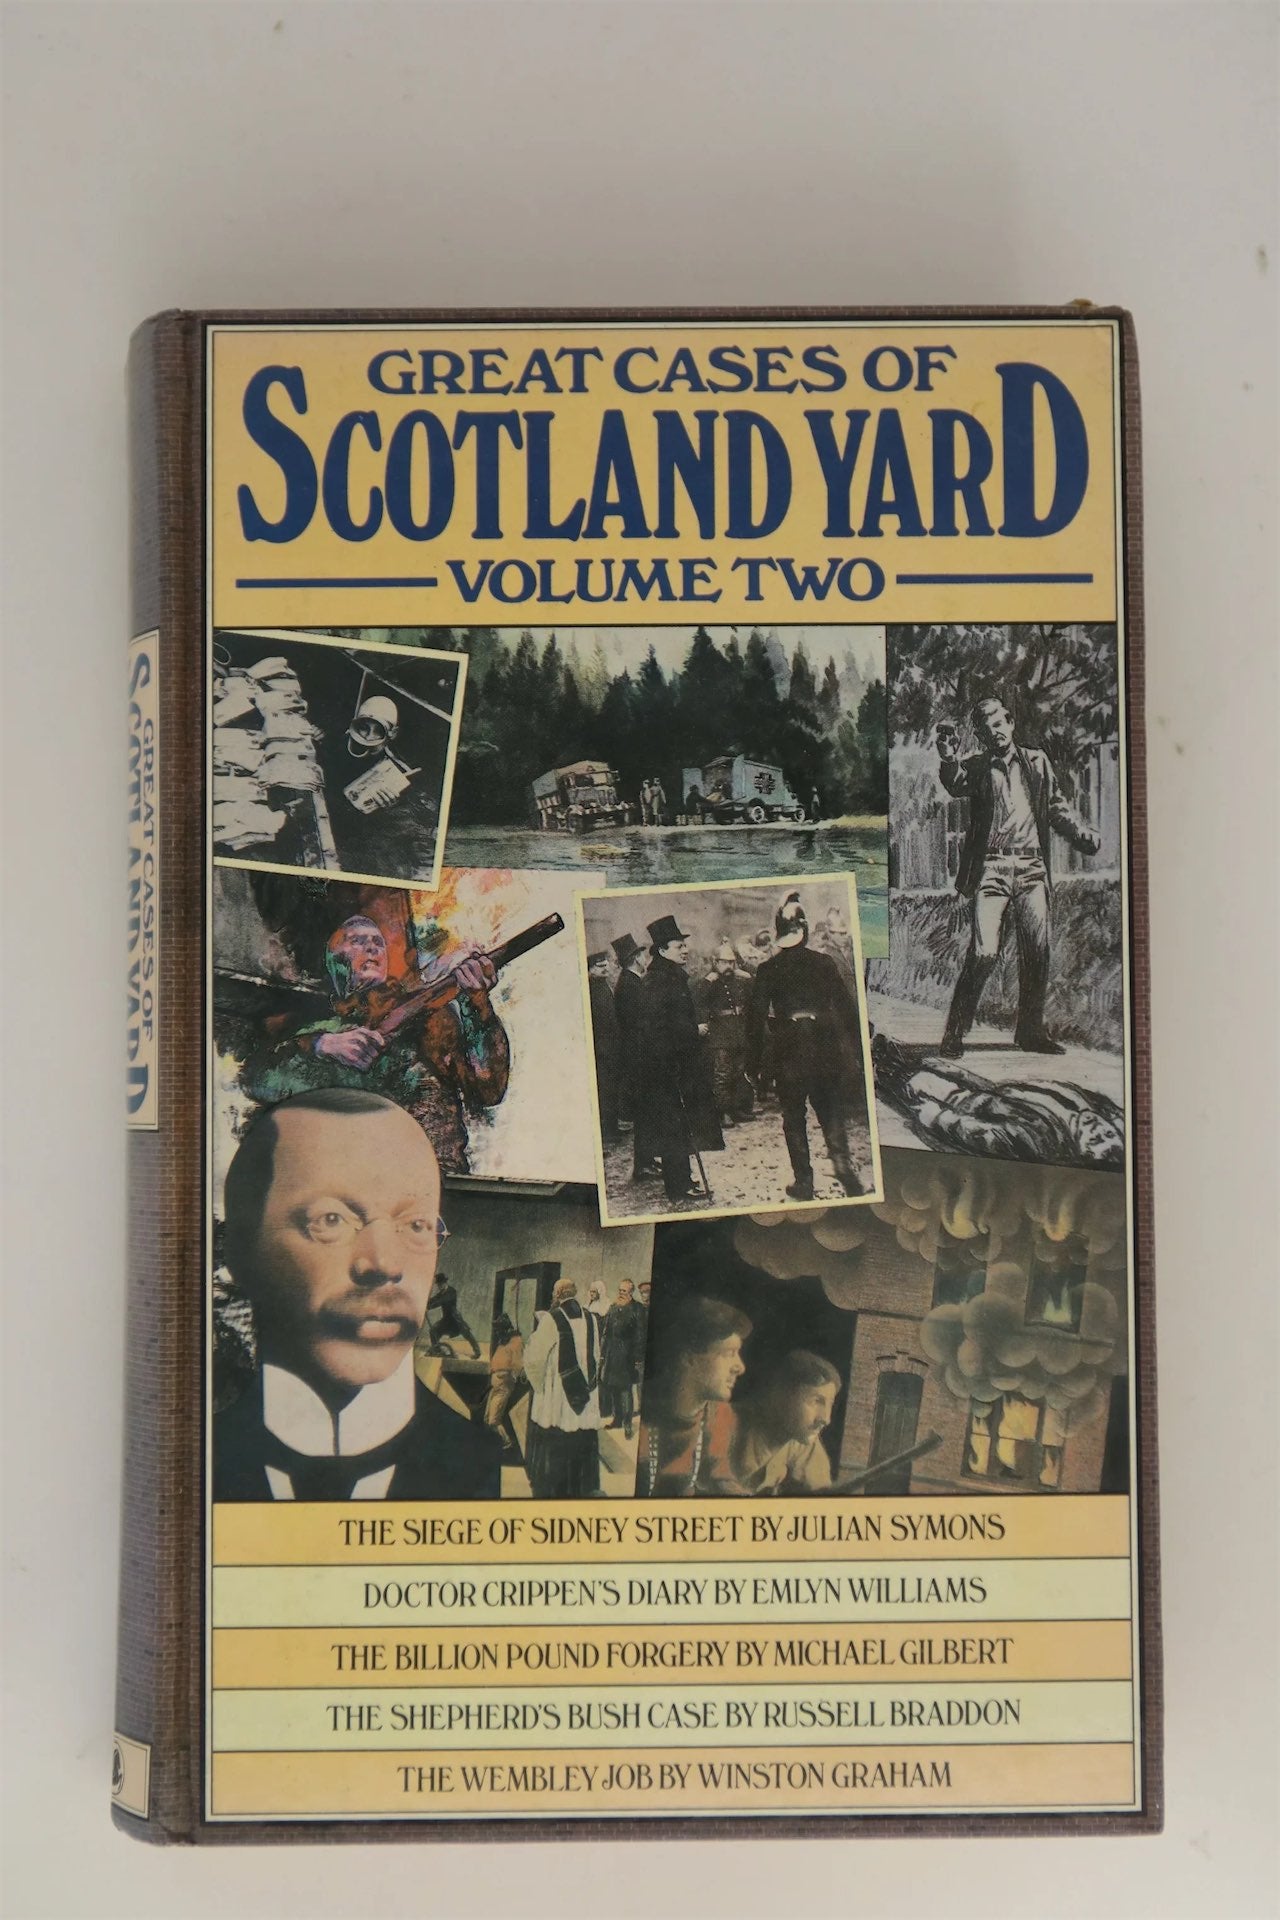 GREAT CASES OF
SCOTLAND YARD
VOLUME TWO
THE SIEGE OF SIDNEY STREET BY JULIAN SYMONS
DOCTOR CRIPPEN'S DIARY BY EMLYN WILLIAMS
THE BILLION POUND FORGERY BY MICHAEL GILBERT
THE SHEPHERD'S BUSH CASE BY RUSSELL BRADDON
THE WEMBLEY JOB BY WINSTON GRAHAM
GREAT CASES OF
SCOTLAND YARD